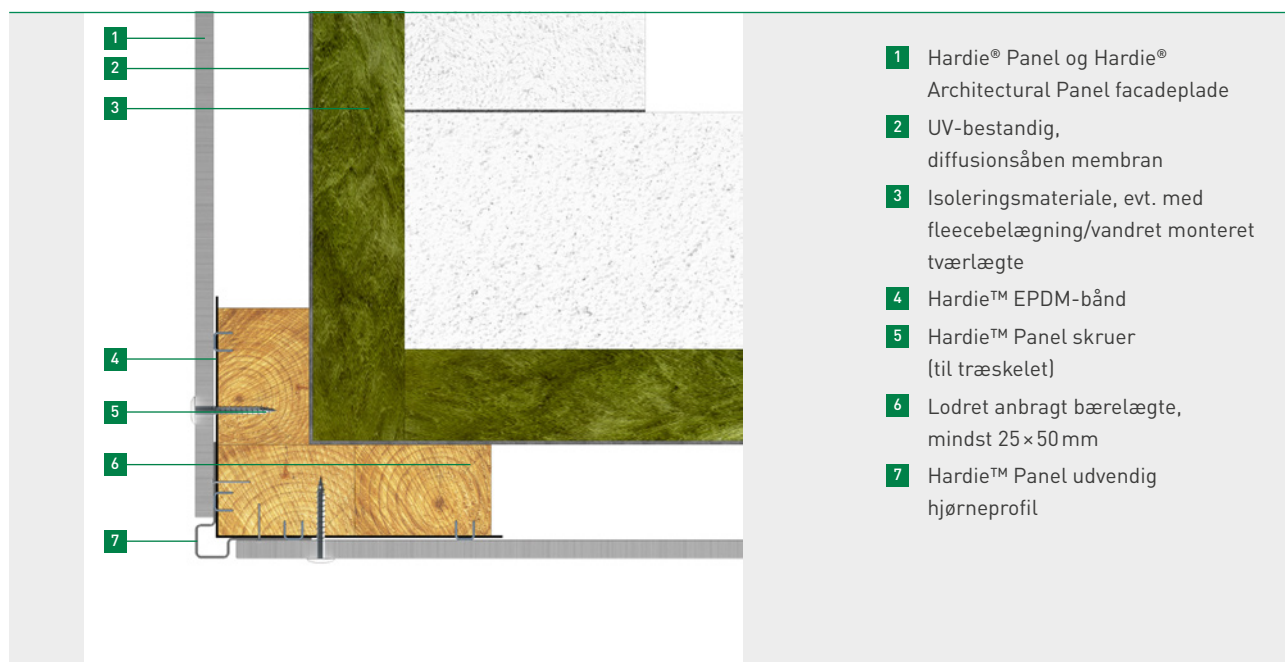 1
2
3
4
5
6
7
1 Hardie® Panel og Hardie®
Architectural Panel facadeplade
2 UV-bestandig,
diffusionsåben membran
3 Isoleringsmateriale, evt. med
fleecebelægning/vandret monteret
tværlægte
4 Hardie™ EPDM-bånd
5 Hardie™ Panel skruer
(til træskelet)
6 Lodret anbragt bærelægte,
mindst 25 × 50 mm
7 Hardie™ Panel udvendig
hjørneprofil